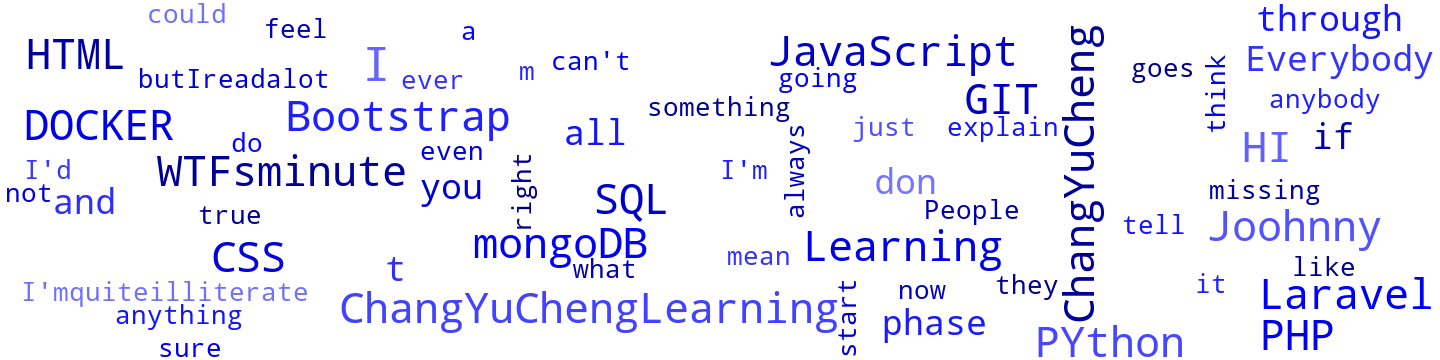 could
feel
a
through
HTML
I
can't
JavaScript
Everybody
butIreadalot
ever
m
going
goes
think
DOCKER
Bootstrap
something
GIT
ChangYuCheng
anybody
do
all
just
explain
HI
if
I'd
WTFsminute
even
right
I'm
always
not
and
you
SQL
don
missing
true
People
tell
Joohnny
CSS
mongoDB
Learning
t
what
mean
like
I'mquiteilliterate
ChangYuChengLearning
start
now
they
it
Laravel
anything
phase
PYthon
PHP
sure